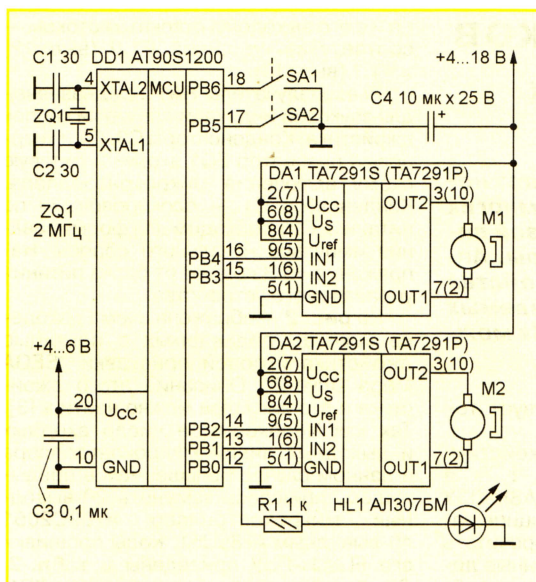 ков
C1 30
DD1 AT90S1200
+4...18 В
4
XTAL2
MCU
PB6
18
SA1
ZQ1
5
XTAL1
PB5
17
SA2
C4 10 мк x 25 В
+
C2 30
ZQ1
2 МГц
DA1 TA7291S (TA7291P)
2(7)
UCC
OUT2
3(10)
6(8)
US
M1
8(4)
Uref
PB4
16
9(5)
IN1
PB3
15
1(6)
IN2
5(1)
GND
OUT1
7(2)
+4...6 В
DA2 TA7291S (TA7291P)
2(7)
UCC
OUT2
3(10)
20
UCC
6(8)
US
M2
8(4)
Uref
PB2
14
9(5)
IN1
PB1
13
1(6)
IN2
10
GND
PB0
12
5(1)
GND
OUT1
7(2)
C3 0,1 мк
R1 1 к
HL1 АЛ307БМ